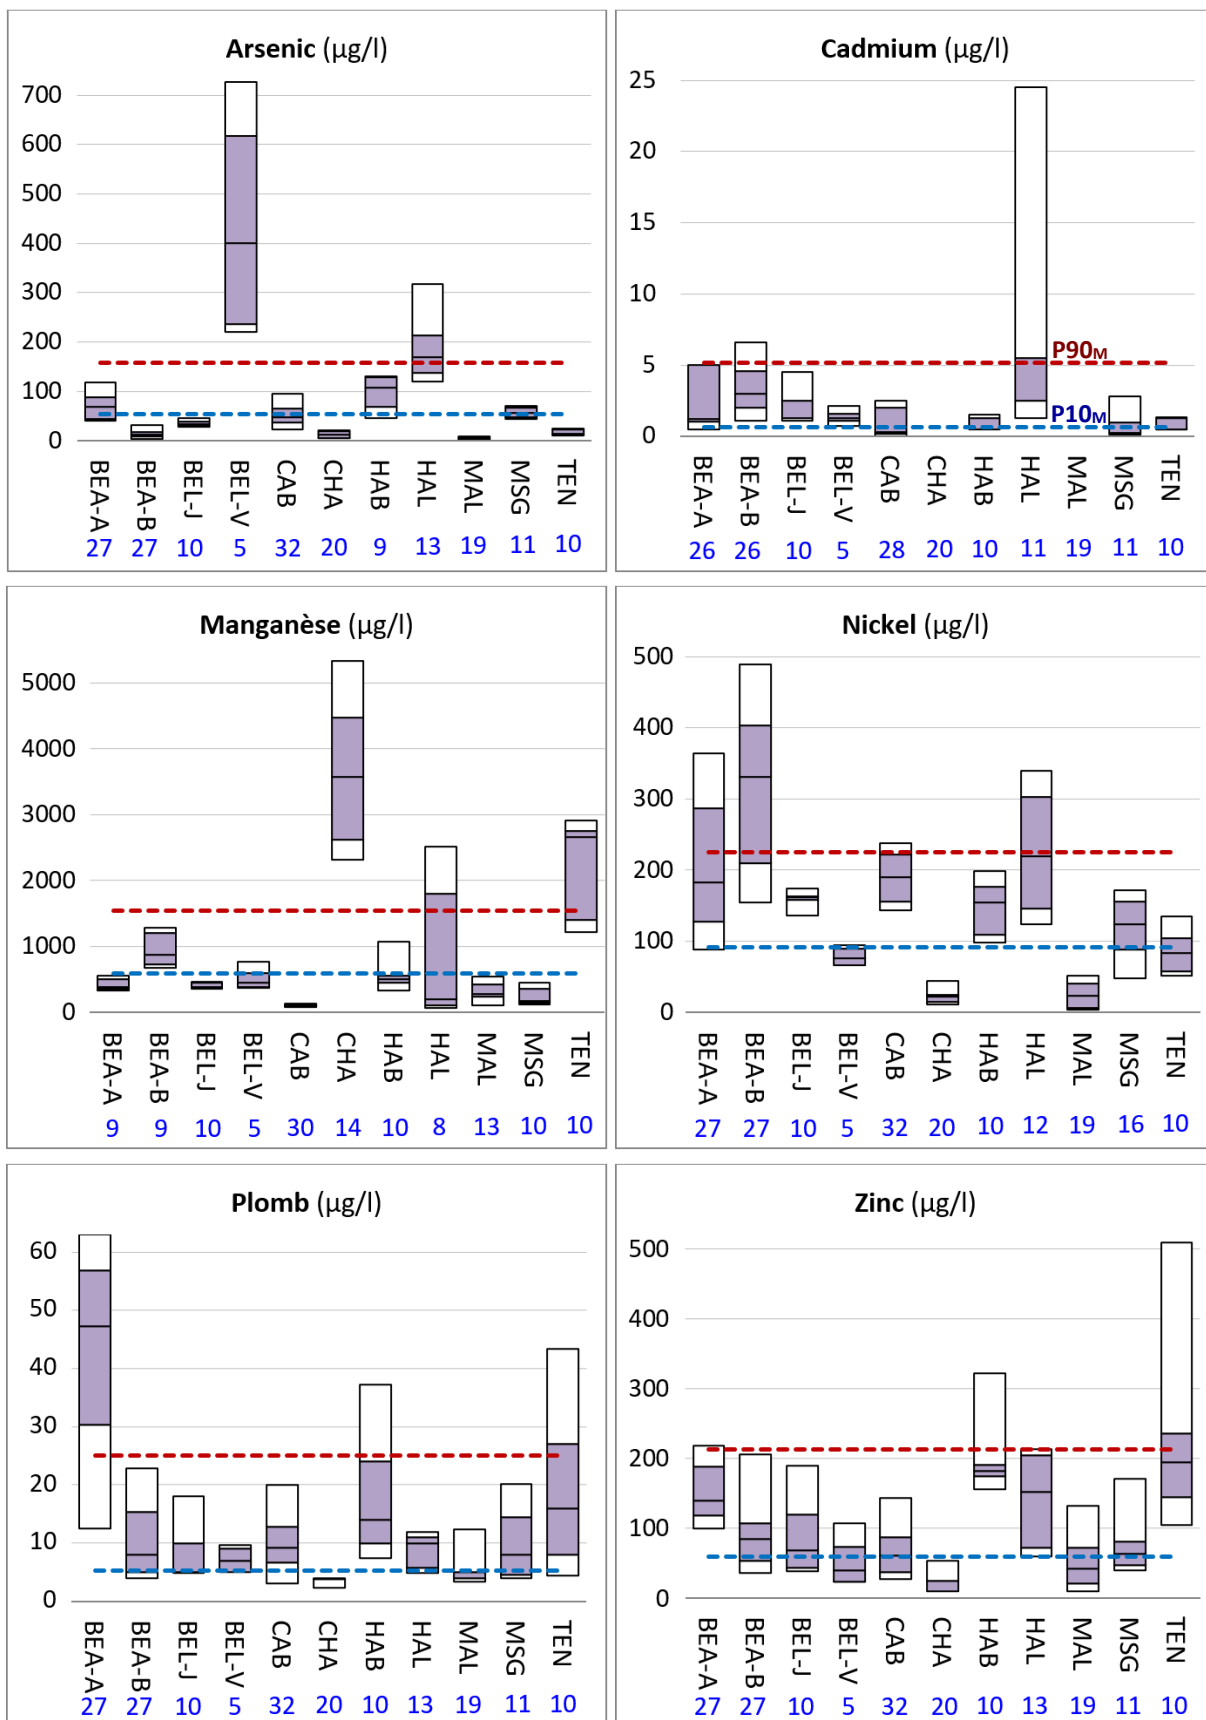 Arsenic (µg/l)
700
600
500
400
300
200
100
0
BEA-A BEA-B BEL-J BEL-V CAB CHA HAB HAL MAL MSG TEN
27 27 10 5 32 20 9 13 19 11 10
Cadmium (µg/l)
25
20
15
10
5
0
P90M
P10M
BEA-A BEA-B BEL-J BEL-V CAB CHA HAB HAL MAL MSG TEN
26 26 10 5 28 20 10 11 19 11 10
Manganèse (µg/l)
5000
4000
3000
2000
1000
0
BEA-A BEA-B BEL-J BEL-V CAB CHA HAB HAL MAL MSG TEN
9 9 10 5 30 14 10 8 13 10 10
Nickel (µg/l)
500
400
300
200
100
0
BEA-A BEA-B BEL-J BEL-V CAB CHA HAB HAL MAL MSG TEN
27 27 10 5 32 20 10 12 19 16 10
Plomb (µg/l)
60
50
40
30
20
10
0
BEA-A BEA-B BEL-J BEL-V CAB CHA HAB HAL MAL MSG TEN
27 27 10 5 32 20 10 13 19 11 10
Zinc (µg/l)
500
400
300
200
100
0
BEA-A BEA-B BEL-J BEL-V CAB CHA HAB HAL MAL MSG TEN
27 27 10 5 32 20 10 13 19 11 10